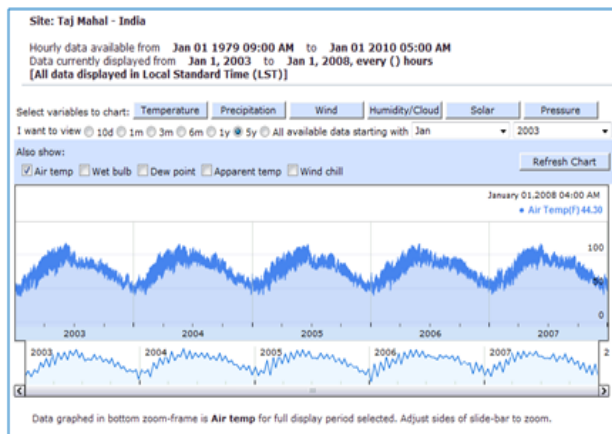 Site: Taj Mahal - India
Hourly data available from Jan 01 1979 09:00 AM to Jan 01 2010 05:00 AM
Data currently displayed from Jan 1, 2003 to Jan 1, 2008, every () hours
[All data displayed in Local Standard Time (LST)]
Select variables to chart: Temperature Precipitation Wind Humidity/Cloud Solar Pressure
I want to view 10d 1m 3m 6m 1y 5y All available data starting with Jan 2003
Also show:
Refresh Chart
Air temp Wet bulb Dew point Apparent temp Wind chill
January 01,2008 04:00 AM
Air Temp(F) 44.30
100
50
0
2003 2004 2005 2006 2007
2003 2004 2005 2006 2007 2
Data graphed in bottom zoom-frame is Air temp for full display period selected. Adjust sides of slide-bar to zoom.